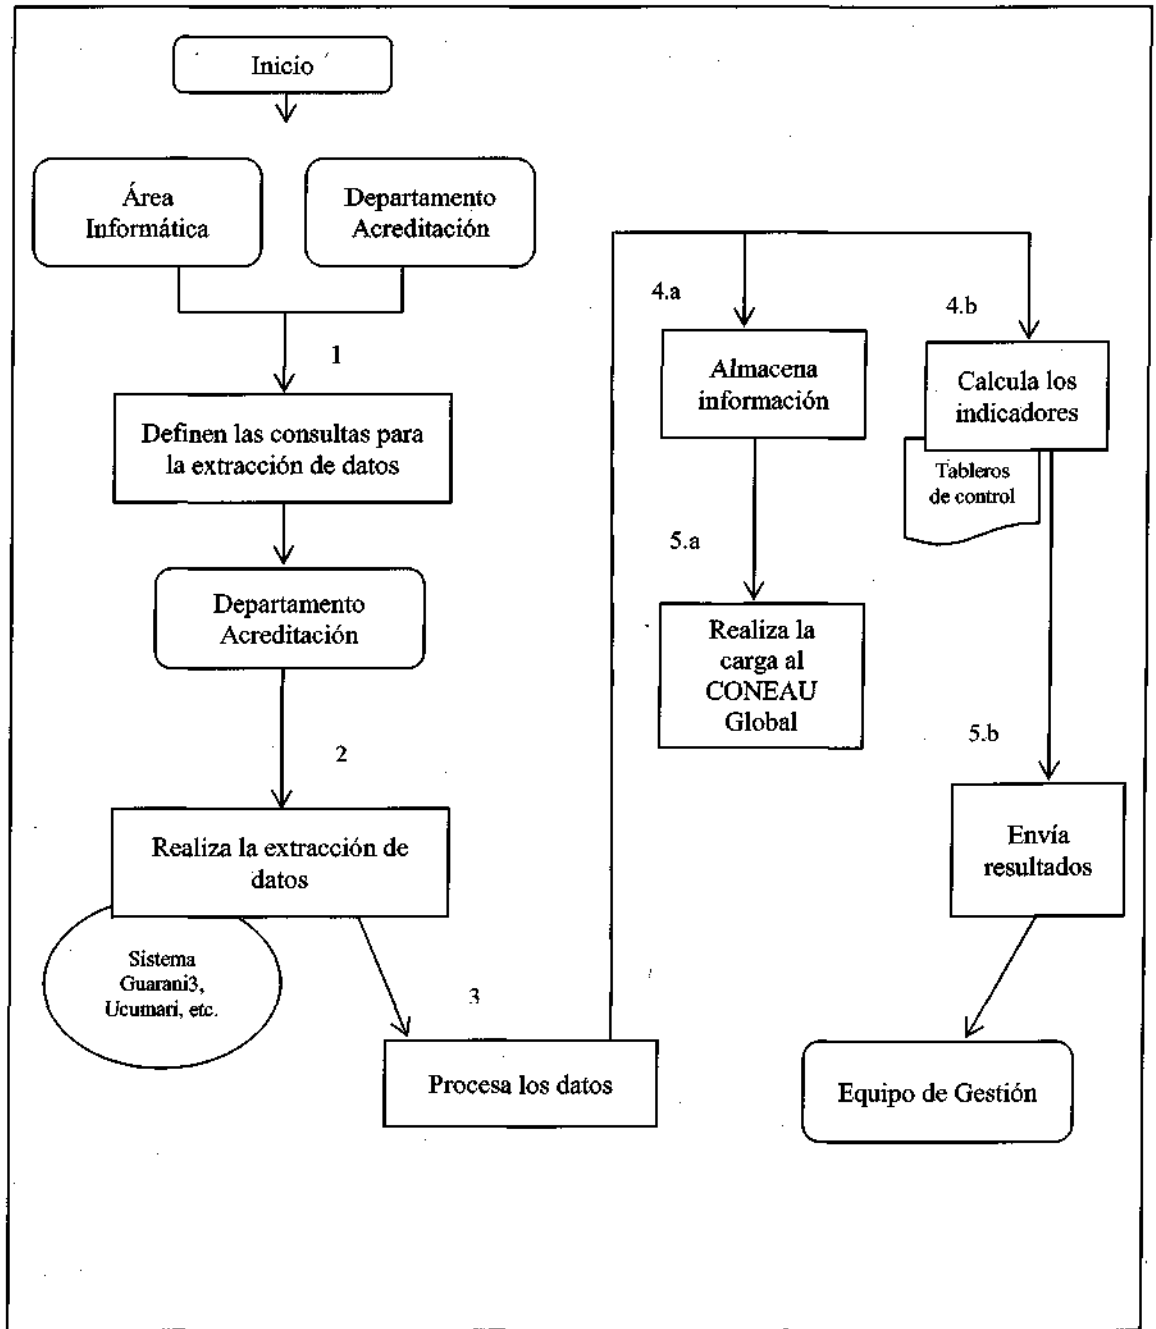 Inicio
Área
Informática
Departamento
Acreditación
1
Definen las consultas para
la extracción de datos
Departamento
Acreditación
2
Realiza la extracción de
datos
Sistema
Guarani3,
Ucumari, etc.
3
Procesa los datos
4.a
Almacena
información
5.a
Realiza la
carga al
CONEAU
Global
4.b
Calcula los
indicadores
Tableros
de control
5.b
Envía
resultados
Equipo de Gestión